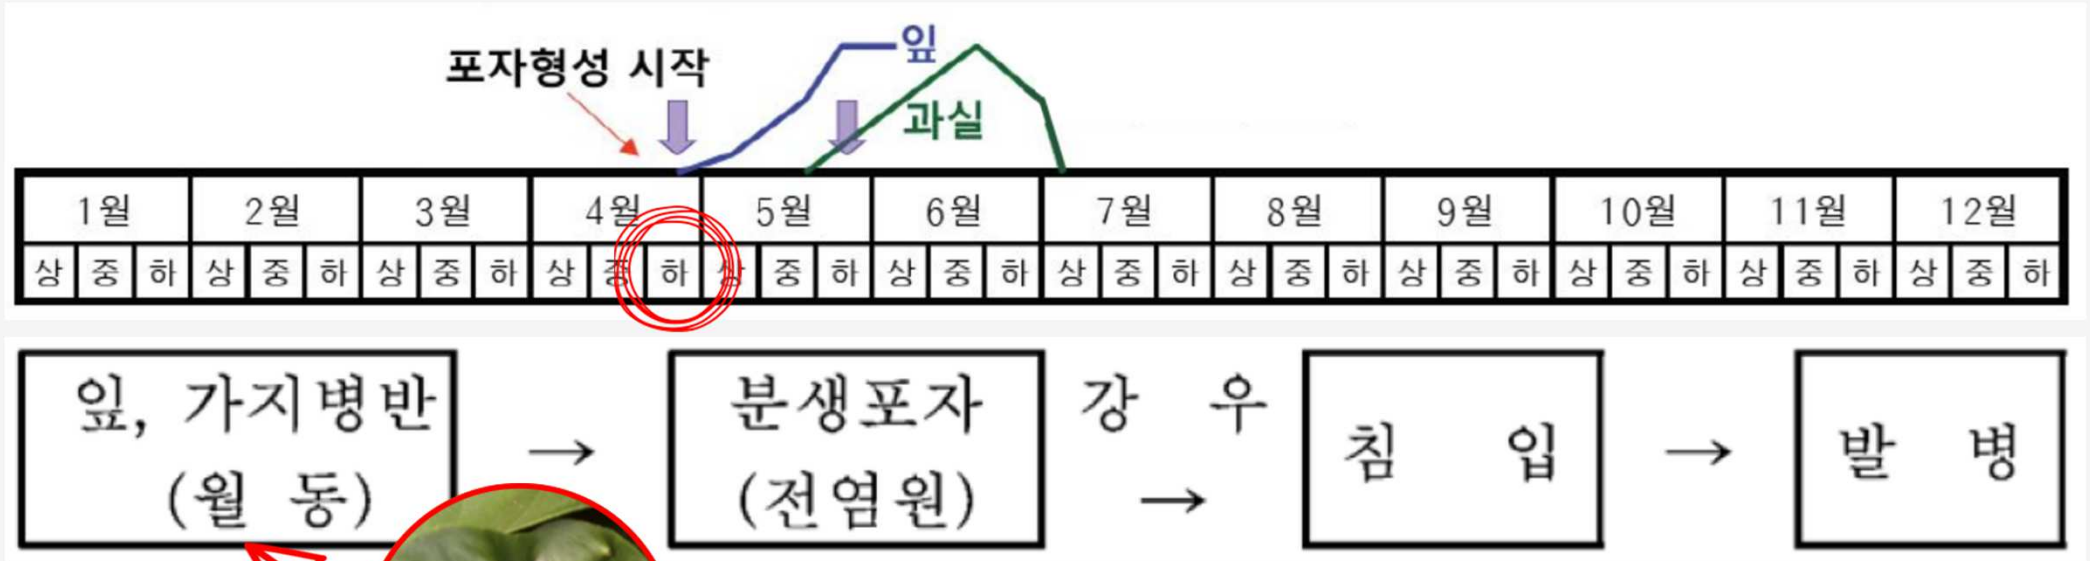 잎
포자형성 시작
과실
1월 2월 3월 4월 5월 6월 7월 8월 9월 10월 11월 12월
상 중 하 상 중 하 상 중 하 상 중 하 상 중 하 상 중 하 상 중 하 상 중 하 상 중 하 상 중 하 상 중 하 상 중 하
잎, 가지병반
(월 동)
→
분생포자
(전염원)
강 우
→
침 입
→
발 병